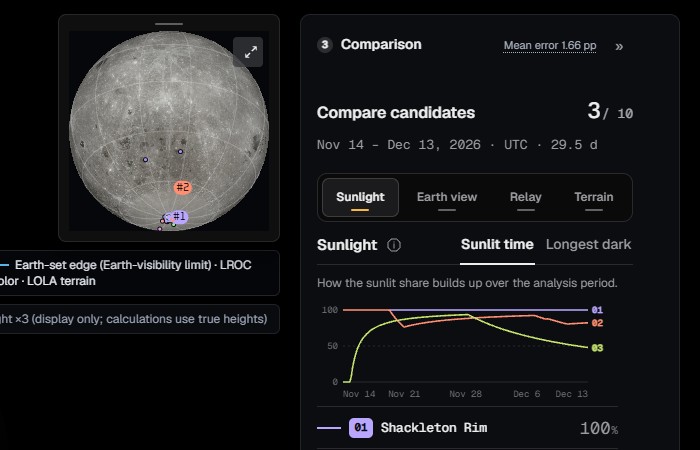 #2
#1
Earth-set edge (Earth-visibility limit) · LROC
olor · LOLA terrain
ght ×3 (display only; calculations use true heights)
3 Comparison
Mean error 1.66 pp »
Compare candidates
3/ 10
Nov 14 – Dec 13, 2026 · UTC · 29.5 d
Sunlight Earth view Relay Terrain
Sunlight
Sunlit time Longest dark
How the sunlit share builds up over the analysis period.
100
50
0
01
02
03
Nov 14 Nov 21 Nov 28 Dec 6 Dec 13
01 Shackleton Rim 100%